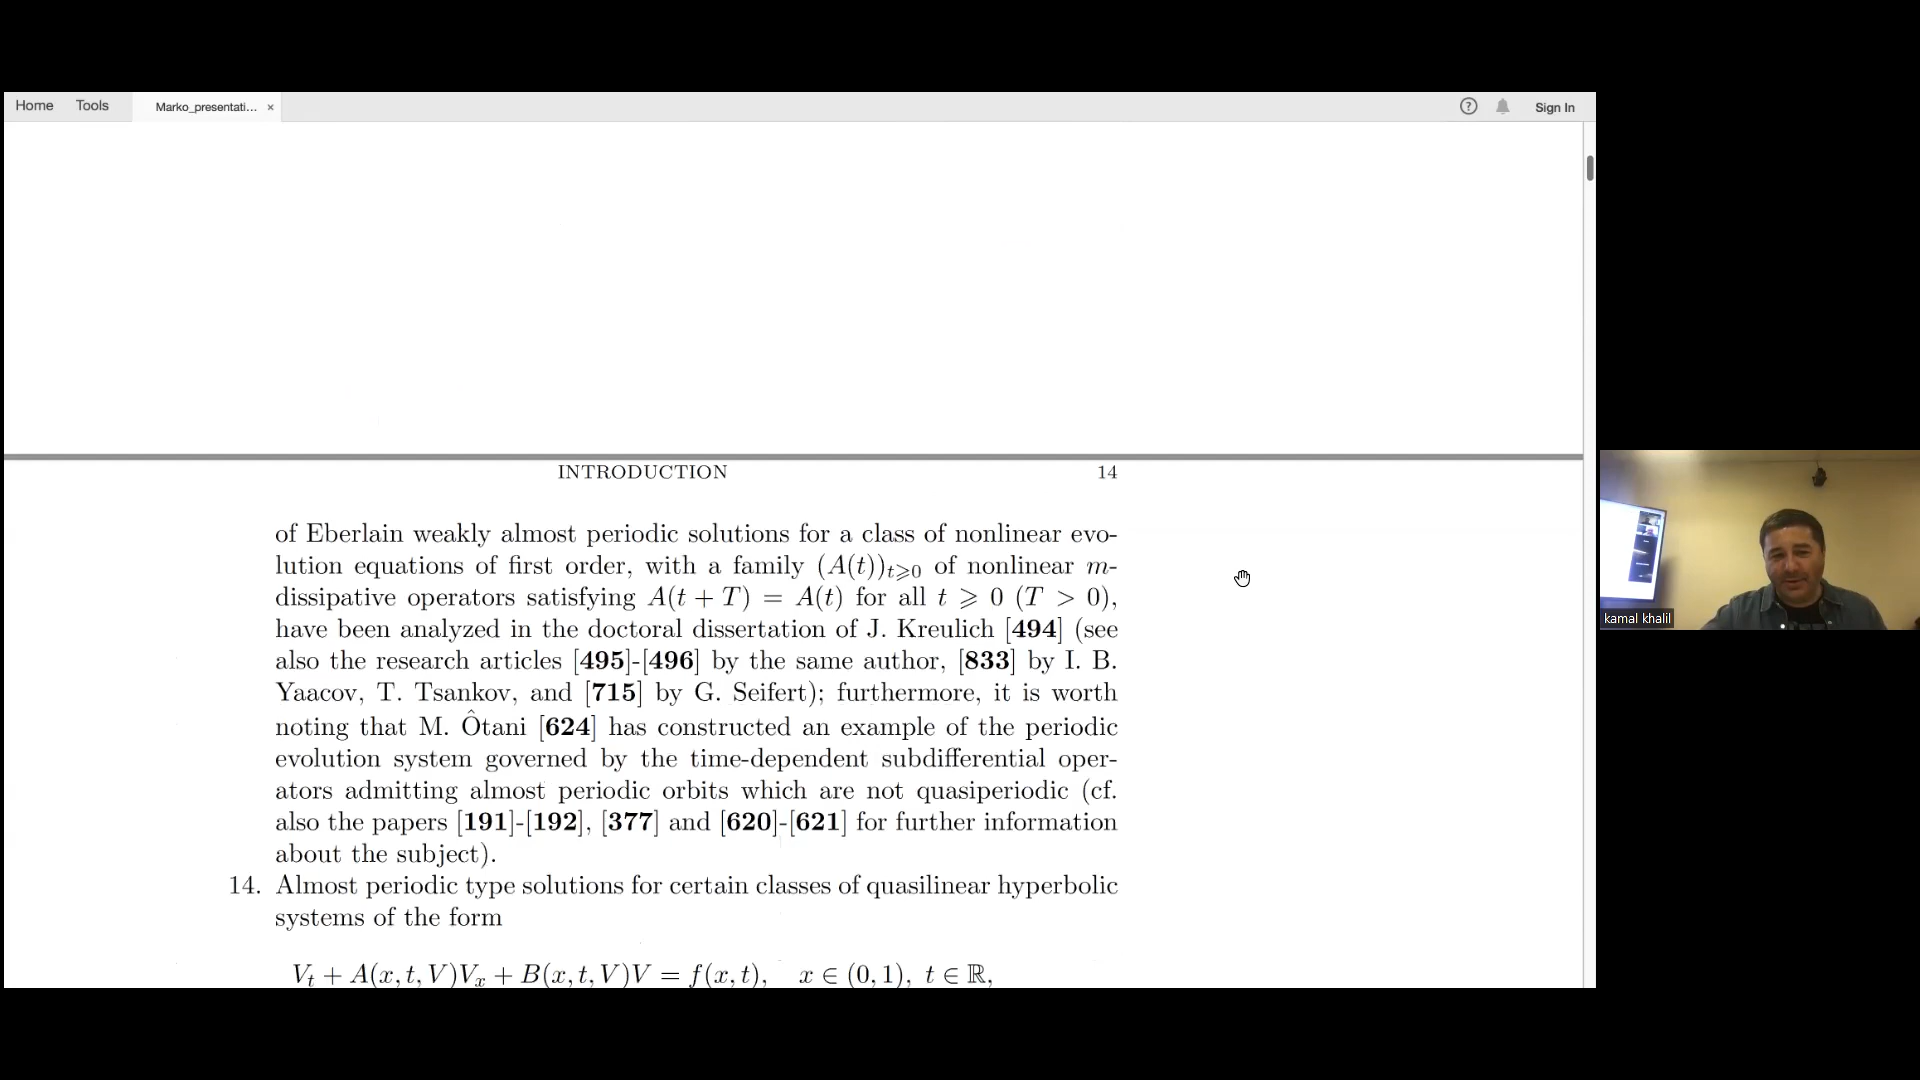 Home Tools Marko_presentati... × ? Sign In
INTRODUCTION 14
of Eberlain weakly almost periodic solutions for a class of nonlinear evo-
lution equations of first order, with a family (A(t))t⩾0 of nonlinear m-
dissipative operators satisfying A(t + T) = A(t) for all t ⩾ 0 (T > 0),
have been analyzed in the doctoral dissertation of J. Kreulich [494] (see
also the research articles [495]-[496] by the same author, [833] by I. B.
Yaacov, T. Tsankov, and [715] by G. Seifert); furthermore, it is worth
noting that M. Ôtani [624] has constructed an example of the periodic
evolution system governed by the time-dependent subdifferential oper-
ators admitting almost periodic orbits which are not quasiperiodic (cf.
also the papers [191]-[192], [377] and [620]-[621] for further information
about the subject).
14. Almost periodic type solutions for certain classes of quasilinear hyperbolic
systems of the form
Vt + A(x, t, V)Vx + B(x, t, V)V = f(x, t), x ∈ (0, 1), t ∈ ℝ,
kamal khalil